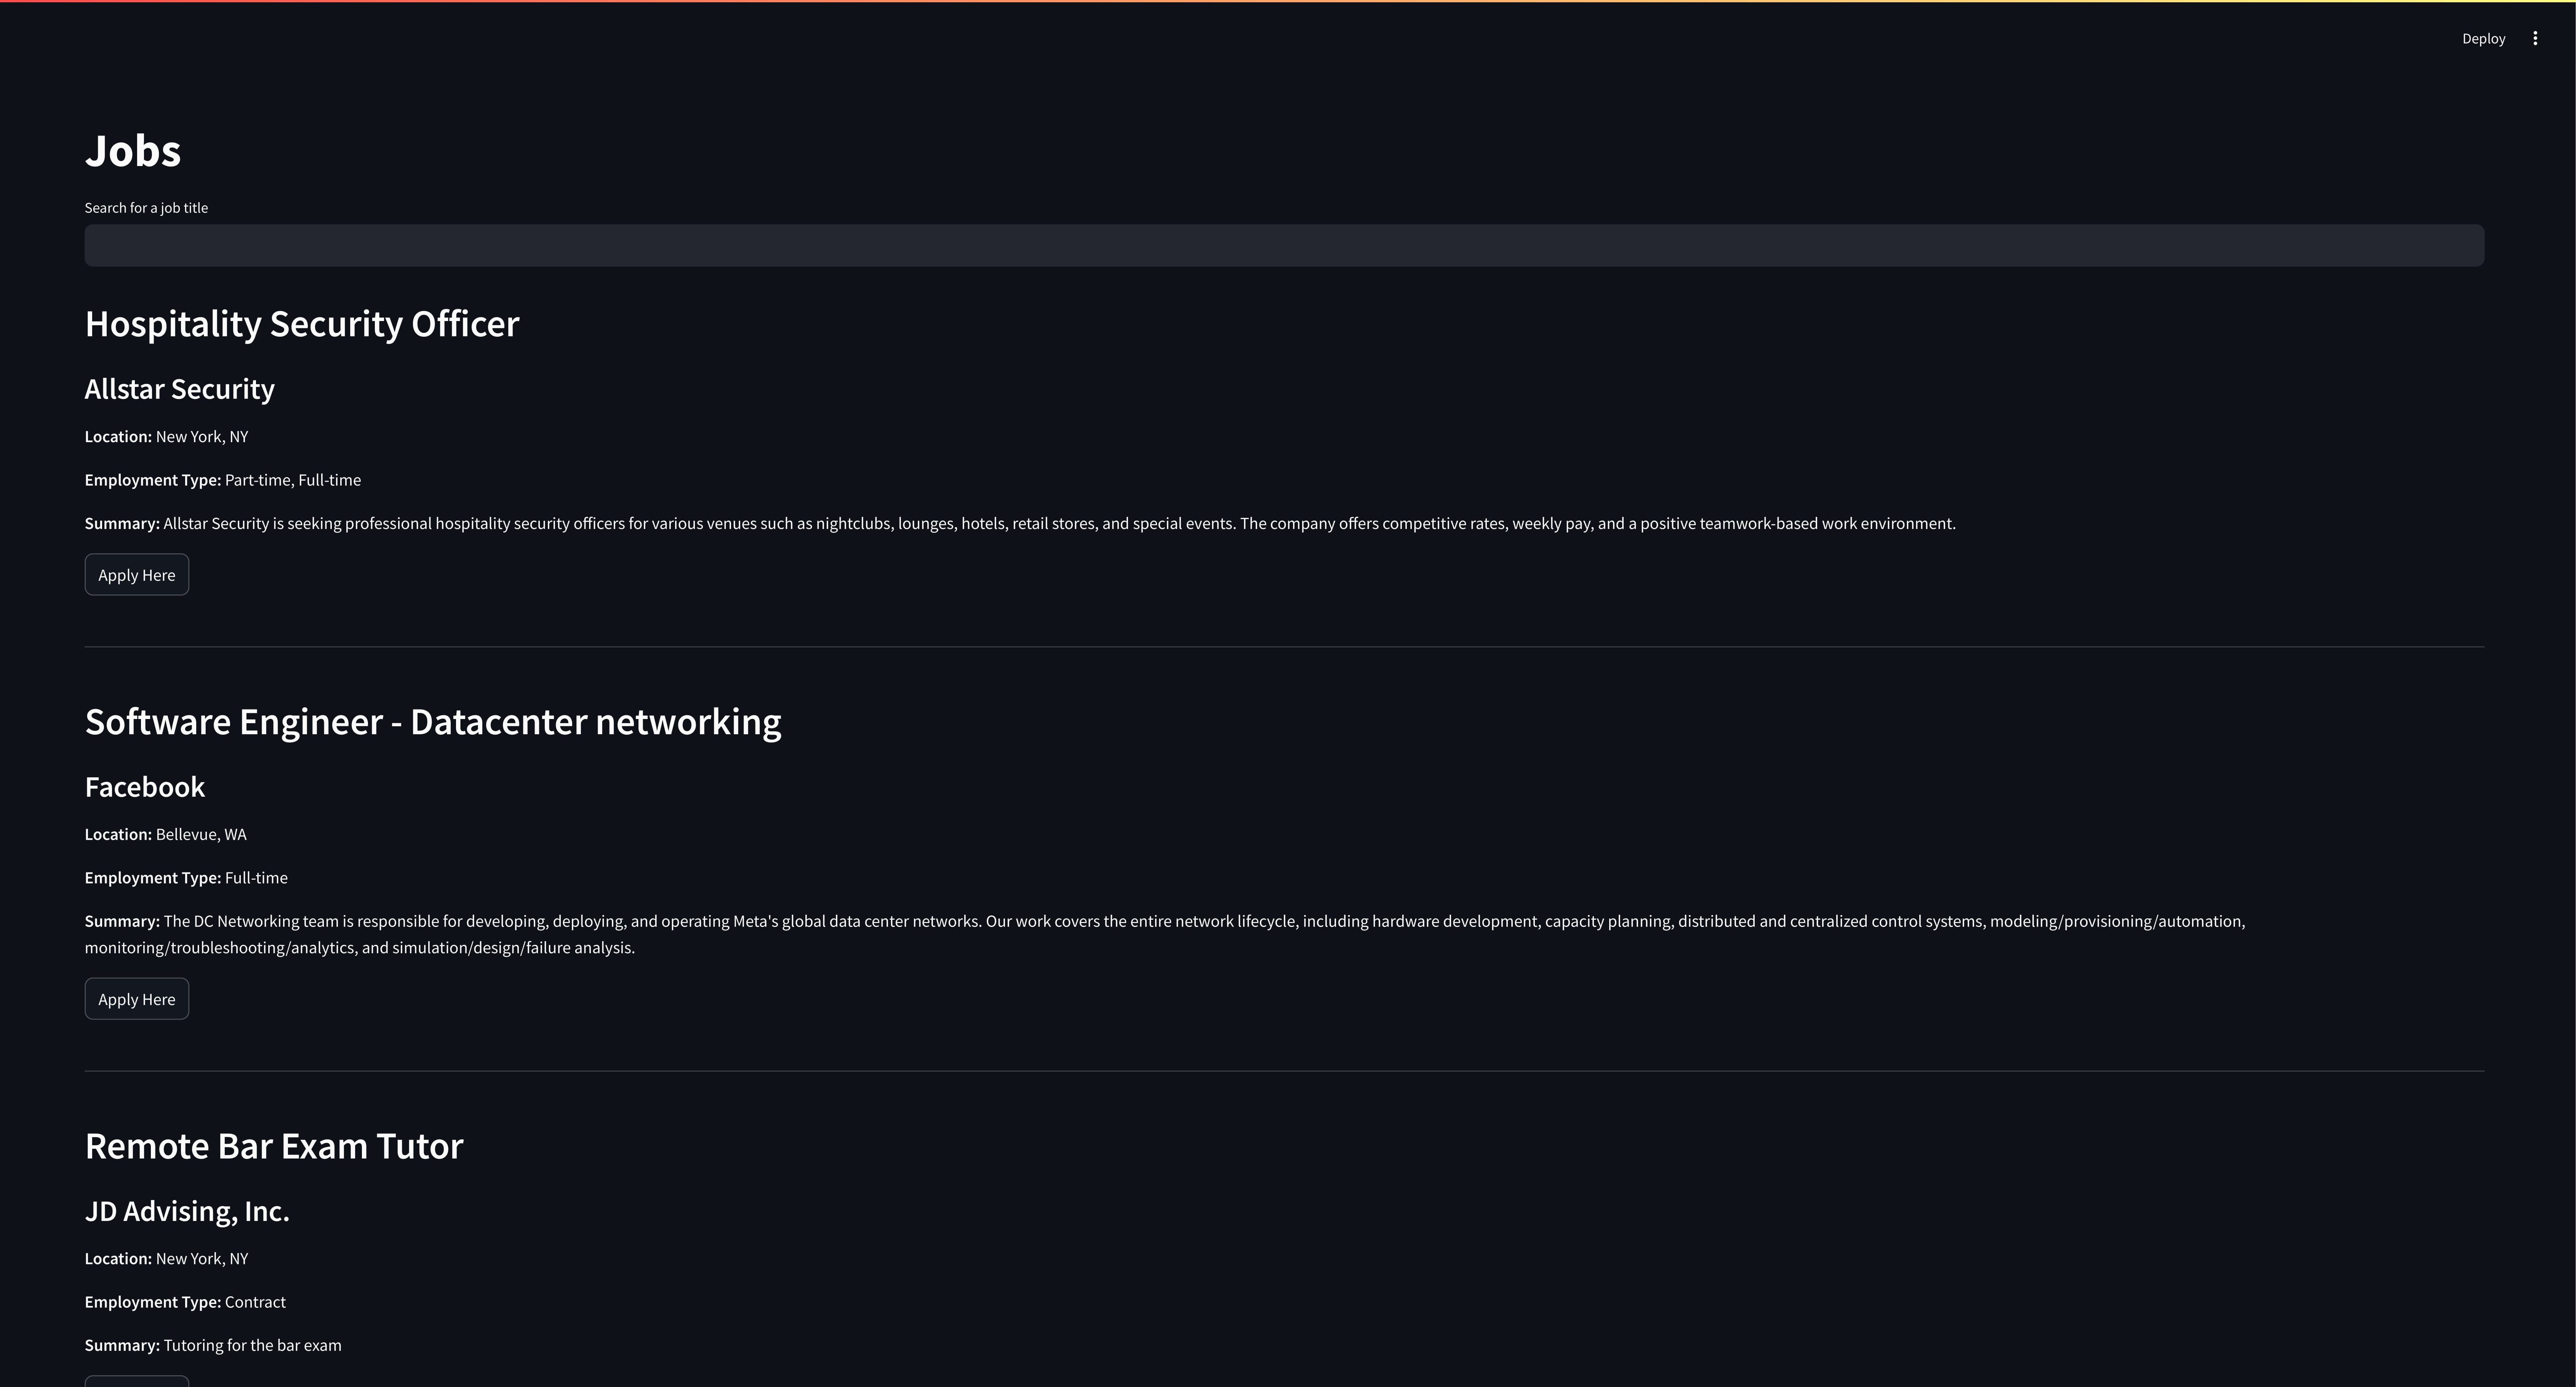 Deploy
Jobs
Search for a job title
Hospitality Security Officer
Allstar Security
Location: New York, NY
Employment Type: Part-time, Full-time
Summary: Allstar Security is seeking professional hospitality security officers for various venues such as nightclubs, lounges, hotels, retail stores, and special events. The company offers competitive rates, weekly pay, and a positive teamwork-based work environment.
Apply Here
Software Engineer - Datacenter networking
Facebook
Location: Bellevue, WA
Employment Type: Full-time
Summary: The DC Networking team is responsible for developing, deploying, and operating Meta's global data center networks. Our work covers the entire network lifecycle, including hardware development, capacity planning, distributed and centralized control systems, modeling/provisioning/automation,
monitoring/troubleshooting/analytics, and simulation/design/failure analysis.
Apply Here
Remote Bar Exam Tutor
JD Advising, Inc.
Location: New York, NY
Employment Type: Contract
Summary: Tutoring for the bar exam